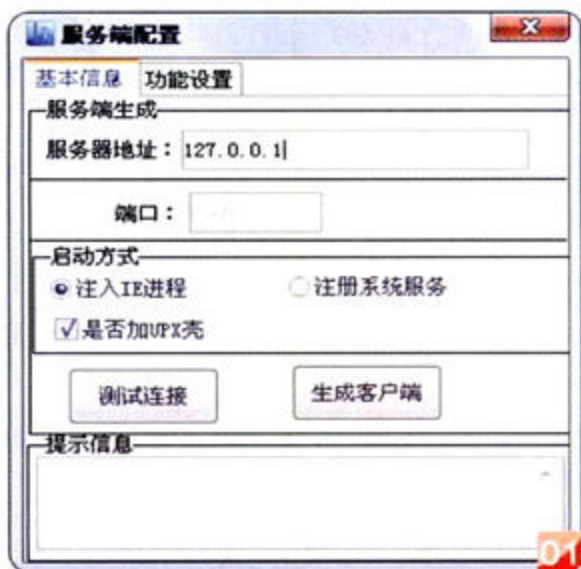 服务端配置
基本信息 功能设置
服务端生成
服务器地址：127.0.0.1
端口：
启动方式
注入IE进程 注册系统服务
是否加UPX壳
测试连接 生成客户端
提示信息
01